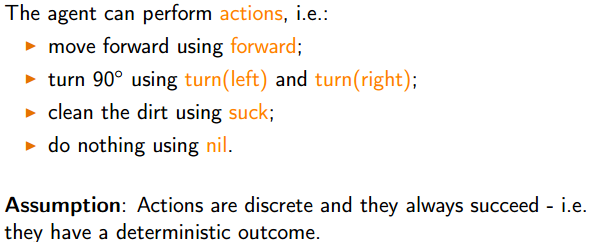 The agent can perform actions, i.e.:
▶ move forward using forward;
▶ turn 90° using turn(left) and turn(right);
▶ clean the dirt using suck;
▶ do nothing using nil.
Assumption: Actions are discrete and they always succeed - i.e.
they have a deterministic outcome.